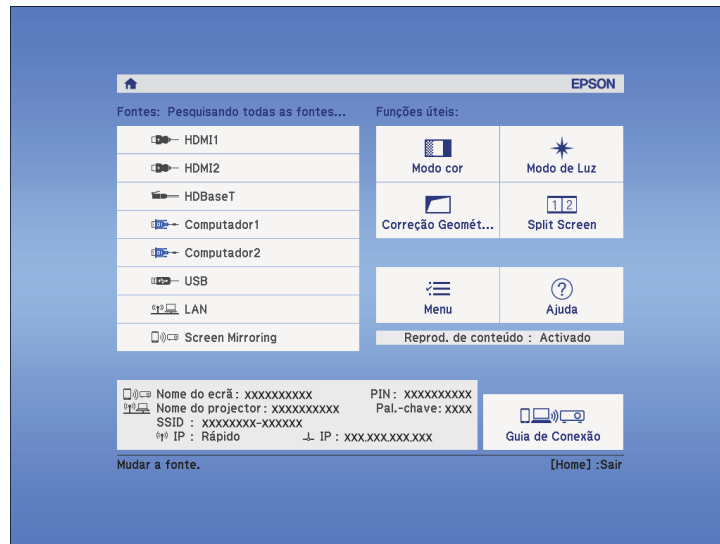 EPSON
Fontes: Pesquisando todas as fontes...
HDMI1
HDMI2
HDBaseT
Computador1
Computador2
USB
LAN
Screen Mirroring
Funções úteis:
Modo cor
Modo de Luz
Correção Geomét...
1 2
Split Screen
Menu
? 
Ajuda
Reprod. de conteúdo : Activado
Nome do ecrã : xxxxxxxxxx PIN : xxxxxxxxxx
Nome do projector : xxxxxxxxxx Pal.-chave: xxxx
SSID : xxxxxxxx-xxxxxx
IP : Rápido IP : xxx.xxx.xxx.xxx
Guia de Conexão
Mudar a fonte. [Home] :Sair